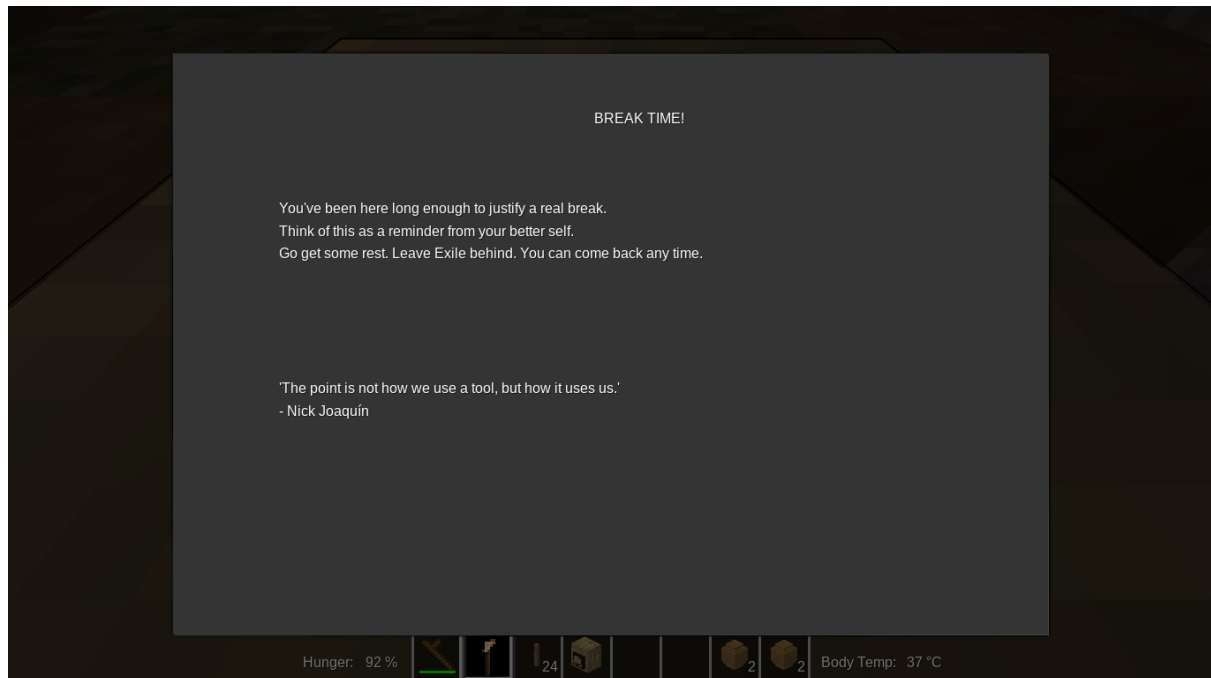 BREAK TIME!
You've been here long enough to justify a real break.
Think of this as a reminder from your better self.
Go get some rest. Leave Exile behind. You can come back any time.
'The point is not how we use a tool, but how it uses us.'
- Nick Joaquín
Hunger: 92 % 24 2 2 Body Temp: 37 °C